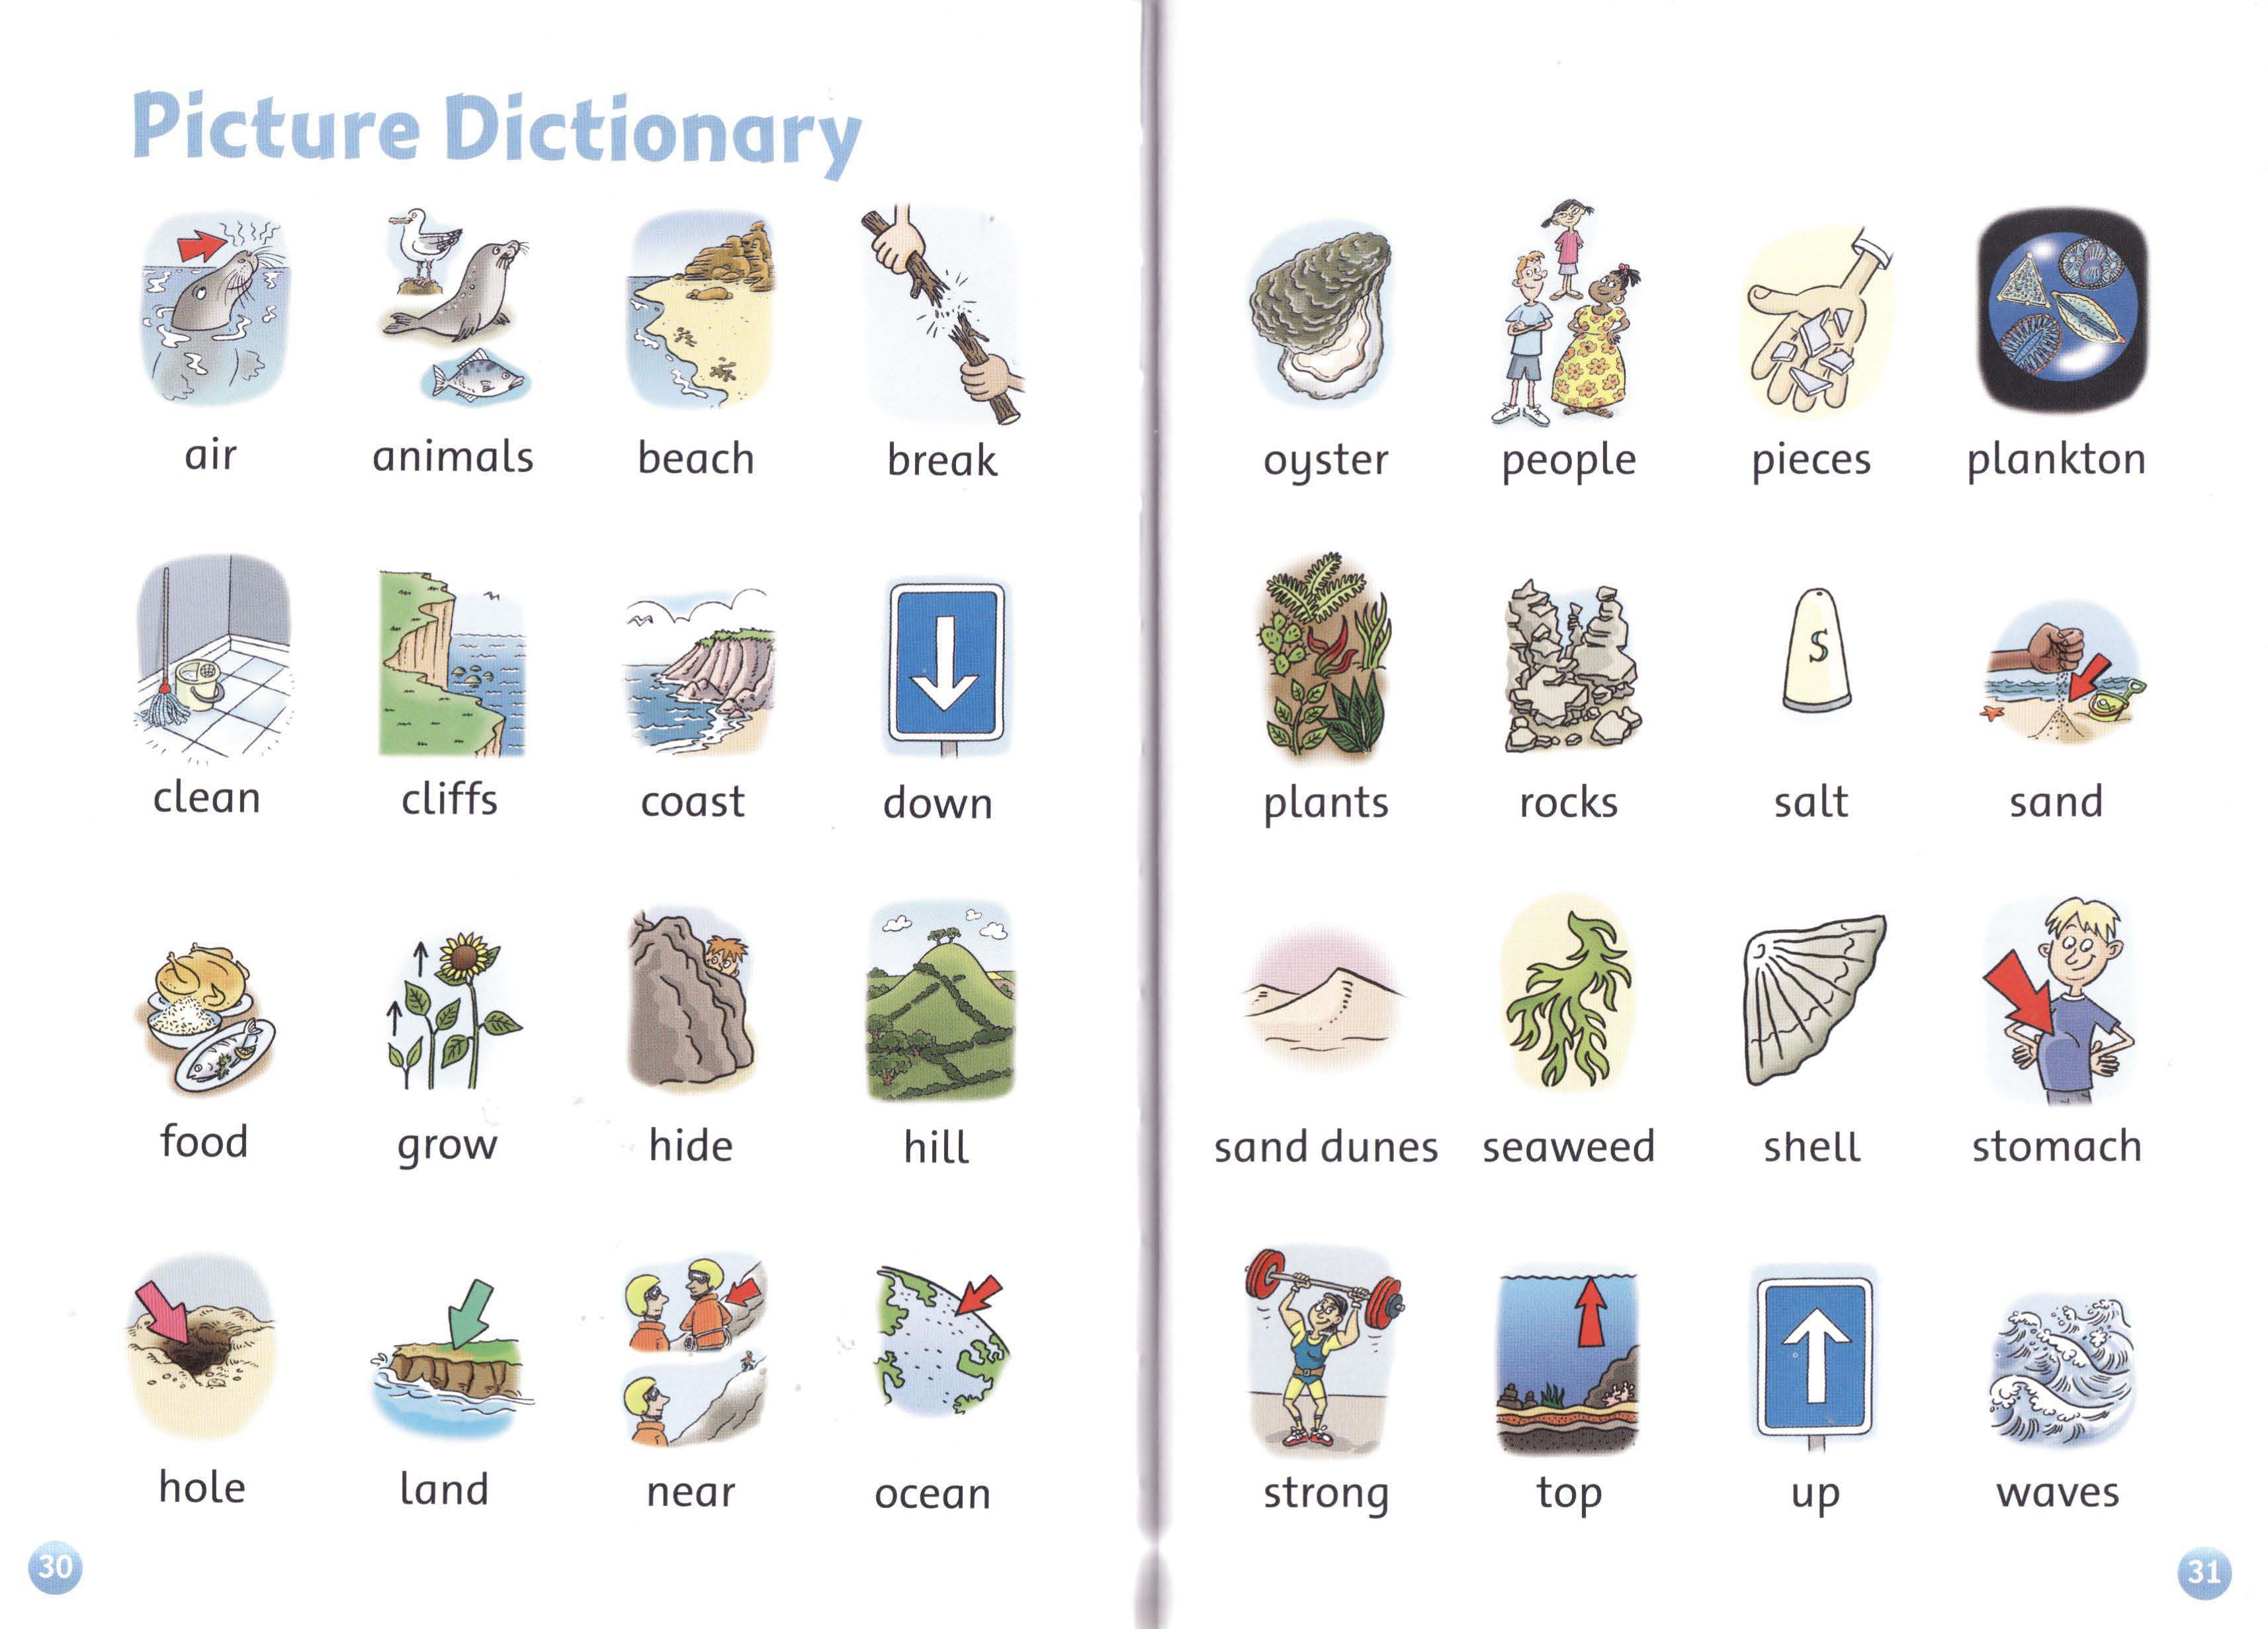 Picture Dictionary
air animals beach break
clean cliffs coast down
food grow hide hill
hole land near ocean
30
oyster people pieces plankton
S
plants rocks salt sand
sand dunes seaweed shell stomach
strong top up waves
31